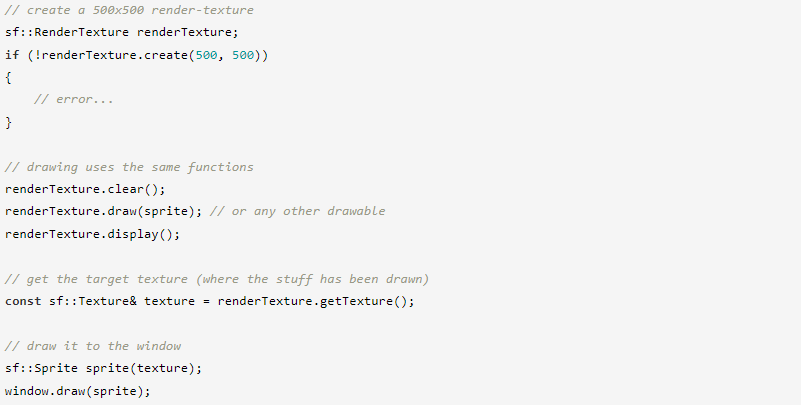 // create a 500x500 render-texture
sf::RenderTexture renderTexture;
if (!renderTexture.create(500, 500))
{
    // error...
}

// drawing uses the same functions
renderTexture.clear();
renderTexture.draw(sprite); // or any other drawable
renderTexture.display();

// get the target texture (where the stuff has been drawn)
const sf::Texture& texture = renderTexture.getTexture();

// draw it to the window
sf::Sprite sprite(texture);
window.draw(sprite);